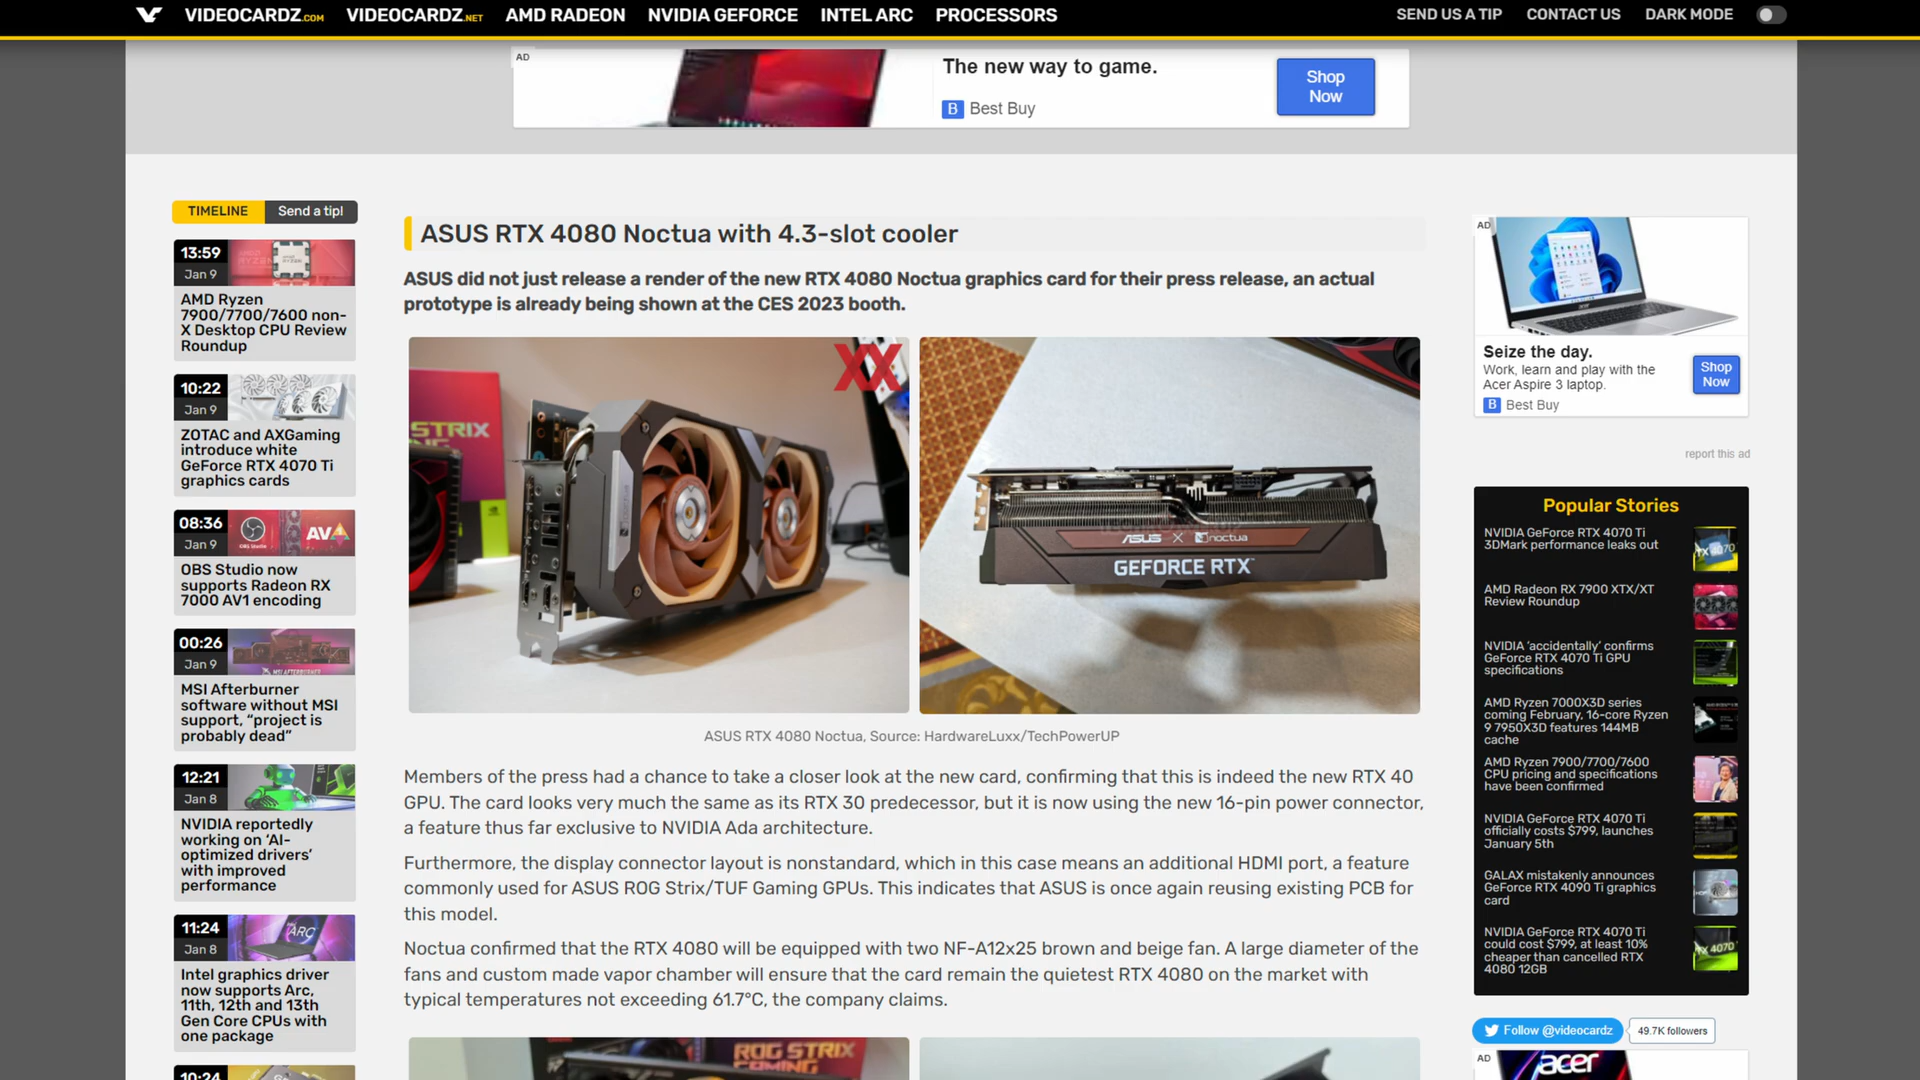 VIDEOCARDZ.COM VIDEOCARDZ.NET AMD RADEON NVIDIA GEFORCE INTEL ARC PROCESSORS SEND US A TIP CONTACT US DARK MODE
AD
The new way to game.
B Best Buy
Shop
Now
TIMELINE Send a tip!
13:59
Jan 9
AMD Ryzen
7900/7700/7600 non-
X Desktop CPU Review
Roundup
10:22
Jan 9
ZOTAC and AXGaming
introduce white
GeForce RTX 4070 Ti
graphics cards
08:36
Jan 9
OBS Studio
AV1
OBS Studio now
supports Radeon RX
7000 AV1 encoding
00:26
Jan 9
MSI AFTERBURNER
MSI Afterburner
software without MSI
support, “project is
probably dead”
12:21
Jan 8
NVIDIA reportedly
working on ‘AI-
optimized drivers’
with improved
performance
11:24
Jan 8
ARC
Intel graphics driver
now supports Arc,
11th, 12th and 13th
Gen Core CPUs with
one package
10:24
ASUS RTX 4080 Noctua with 4.3-slot cooler
ASUS did not just release a render of the new RTX 4080 Noctua graphics card for their press release, an actual
prototype is already being shown at the CES 2023 booth.
STRIX
noctua
XX
TECHPOWERUP
ASUS X noctua
GEFORCE RTX
ASUS RTX 4080 Noctua, Source: HardwareLuxx/TechPowerUP
Members of the press had a chance to take a closer look at the new card, confirming that this is indeed the new RTX 40
GPU. The card looks very much the same as its RTX 30 predecessor, but it is now using the new 16-pin power connector,
a feature thus far exclusive to NVIDIA Ada architecture.
Furthermore, the display connector layout is nonstandard, which in this case means an additional HDMI port, a feature
commonly used for ASUS ROG Strix/TUF Gaming GPUs. This indicates that ASUS is once again reusing existing PCB for
this model.
Noctua confirmed that the RTX 4080 will be equipped with two NF-A12x25 brown and beige fan. A large diameter of the
fans and custom made vapor chamber will ensure that the card remain the quietest RTX 4080 on the market with
typical temperatures not exceeding 61.7°C, the company claims.
ROG STRIX
GAMING
AD
Seize the day.
Work, learn and play with the
Acer Aspire 3 laptop.
B Best Buy
Shop
Now
report this ad
Popular Stories
NVIDIA GeForce RTX 4070 Ti
3DMark performance leaks out
AMD Radeon RX 7900 XTX/XT
Review Roundup
NVIDIA ‘accidentally’ confirms
GeForce RTX 4070 Ti GPU
specifications
AMD Ryzen 7000X3D series
coming February, 16-core Ryzen
9 7950X3D features 144MB
cache
AMD Ryzen 7900/7700/7600
CPU pricing and specifications
have been confirmed
NVIDIA GeForce RTX 4070 Ti
officially costs $799, launches
January 5th
GALAX mistakenly announces
GeForce RTX 4090 Ti graphics
card
NVIDIA GeForce RTX 4070 Ti
could cost $799, at least 10%
cheaper than cancelled RTX
4080 12GB
Follow @videocardz 49.7K followers
AD
acer